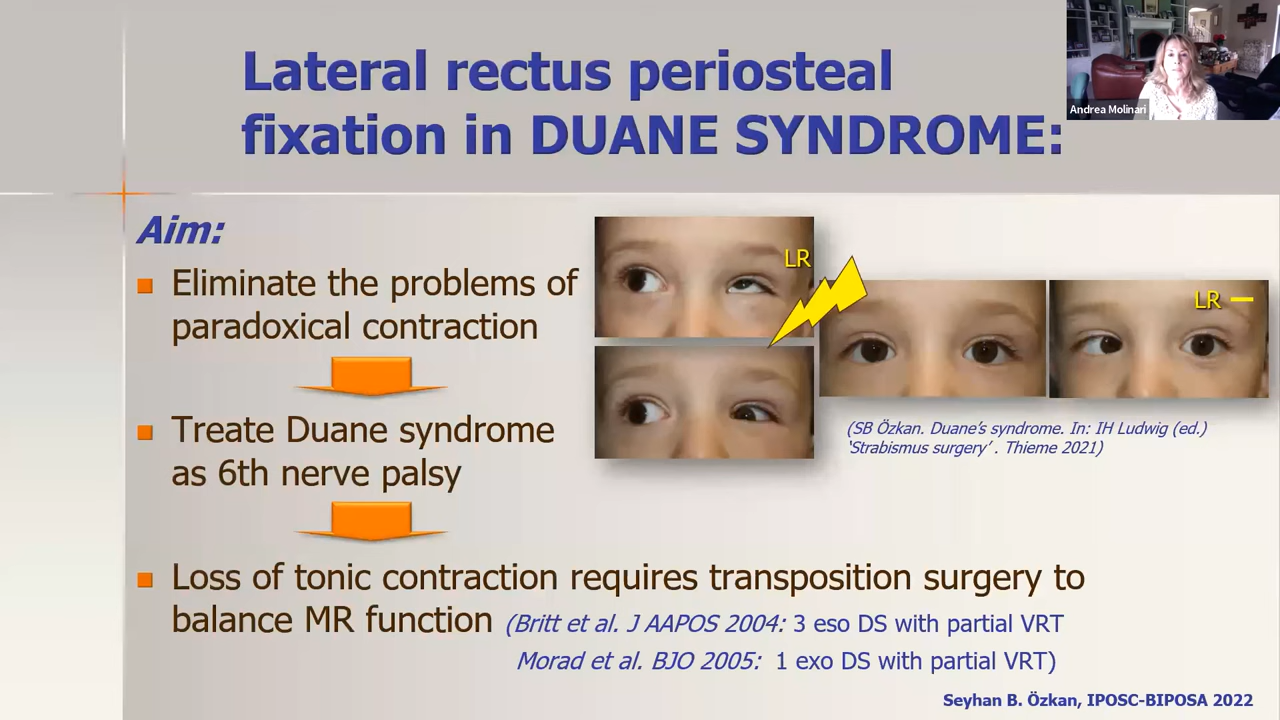 Lateral rectus periosteal
fixation in DUANE SYNDROME:
Andrea Molinari
Aim:
Eliminate the problems of
paradoxical contraction
LR
LR
Treate Duane syndrome
as 6th nerve palsy
(SB Özkan. Duane's syndrome. In: IH Ludwig (ed.)
‘Strabismus surgery’ . Thieme 2021)
Loss of tonic contraction requires transposition surgery to
balance MR function (Britt et al. J AAPOS 2004: 3 eso DS with partial VRT
Morad et al. BJO 2005: 1 exo DS with partial VRT)
Seyhan B. Özkan, IPOSC-BIPOSA 2022